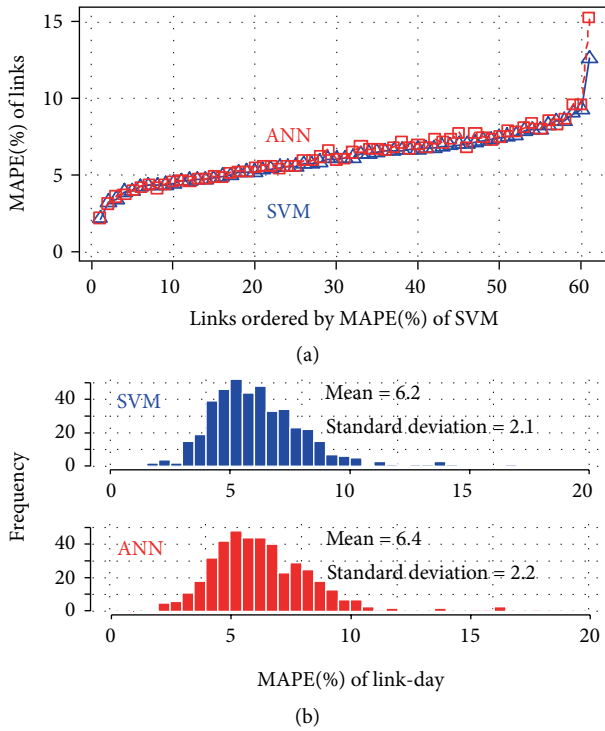 15
10
5
0
MAPE(%) of links
ANN
SVM
0 10 20 30 40 50 60
Links ordered by MAPE(%) of SVM
(a)
Frequency
40
20
0
SVM
Mean = 6.2
Standard deviation = 2.1
0 5 10 15 20
40
20
0
ANN
Mean = 6.4
Standard deviation = 2.2
0 5 10 15 20
MAPE(%) of link-day
(b)